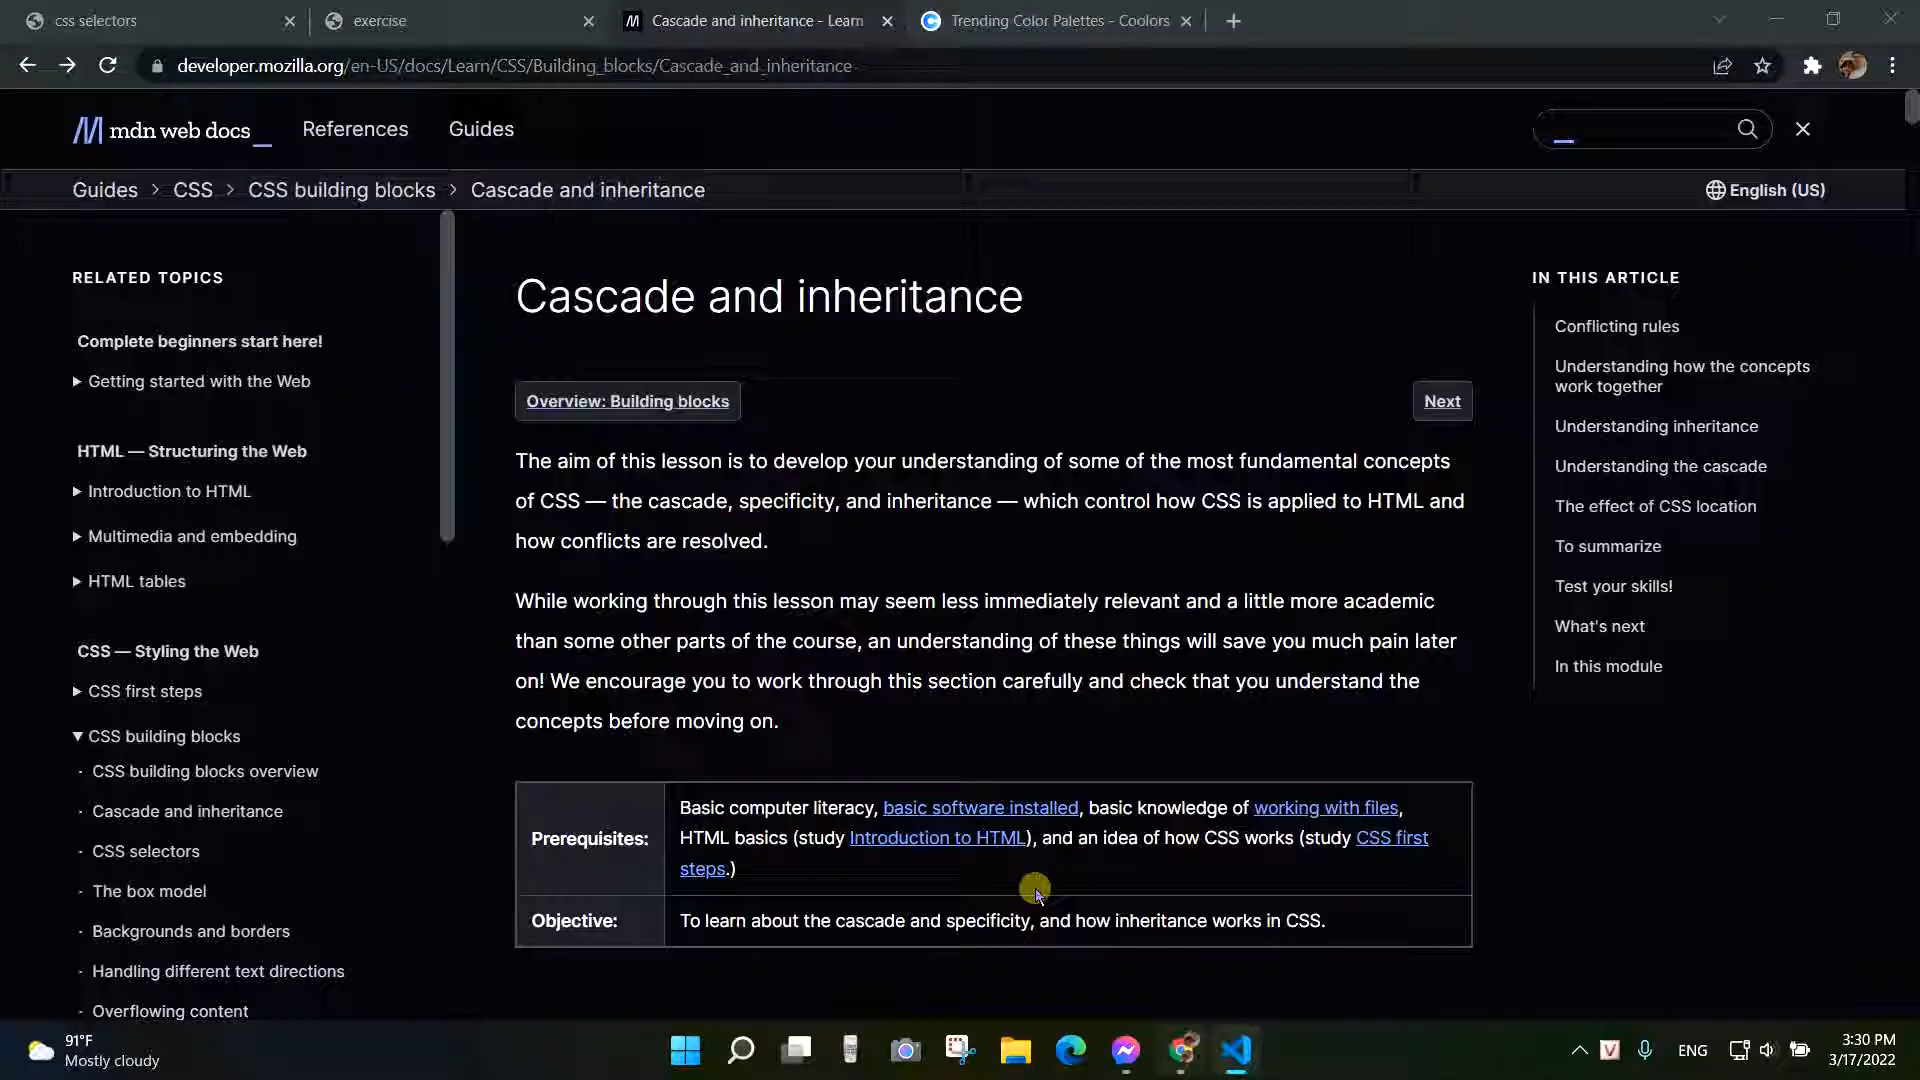 css selectors
exercise
Cascade and inheritance - Learn
Trending Color Palettes - Coolors
developer.mozilla.org/en-US/docs/Learn/CSS/Building_blocks/Cascade_and_inheritance
mdn web docs_ References Guides
Guides > CSS > CSS building blocks > Cascade and inheritance
English (US)
RELATED TOPICS
Complete beginners start here!
Getting started with the Web
HTML — Structuring the Web
Introduction to HTML
Multimedia and embedding
HTML tables
CSS — Styling the Web
CSS first steps
CSS building blocks
CSS building blocks overview
Cascade and inheritance
CSS selectors
The box model
Backgrounds and borders
Handling different text directions
Overflowing content
Cascade and inheritance
Overview: Building blocks
Next
The aim of this lesson is to develop your understanding of some of the most fundamental concepts
of CSS — the cascade, specificity, and inheritance — which control how CSS is applied to HTML and
how conflicts are resolved.
While working through this lesson may seem less immediately relevant and a little more academic
than some other parts of the course, an understanding of these things will save you much pain later
on! We encourage you to work through this section carefully and check that you understand the
concepts before moving on.
Prerequisites:
Basic computer literacy, basic software installed, basic knowledge of working with files,
HTML basics (study Introduction to HTML), and an idea of how CSS works (study CSS first
steps.)
Objective:
To learn about the cascade and specificity, and how inheritance works in CSS.
IN THIS ARTICLE
Conflicting rules
Understanding how the concepts
work together
Understanding inheritance
Understanding the cascade
The effect of CSS location
To summarize
Test your skills!
What's next
In this module
91°F
Mostly cloudy
V
ENG
3:30 PM
3/17/2022